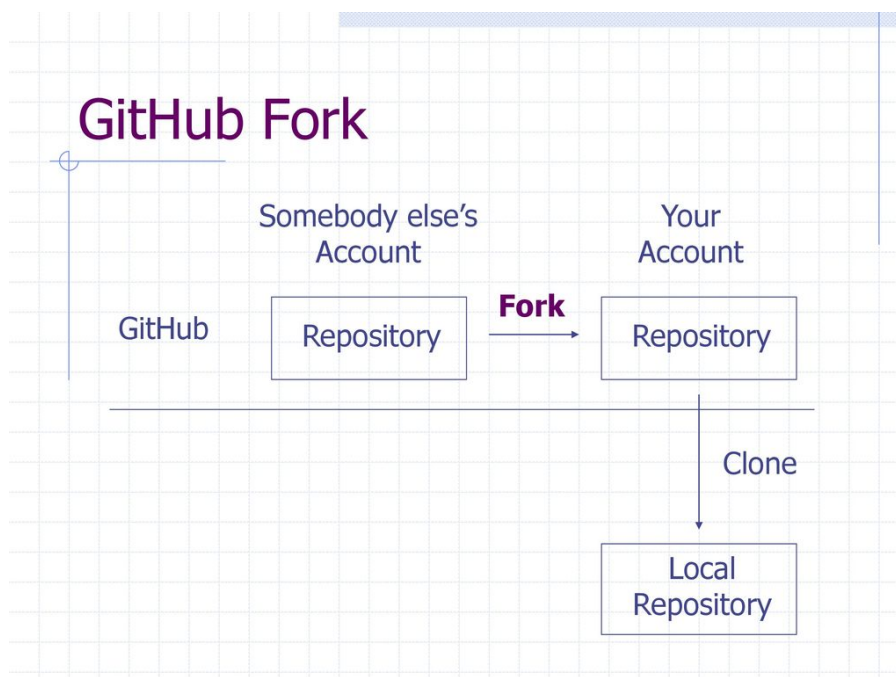 GitHub Fork
Somebody else's
Account
Your
Account
GitHub
Repository
Fork
Repository
Clone
Local
Repository